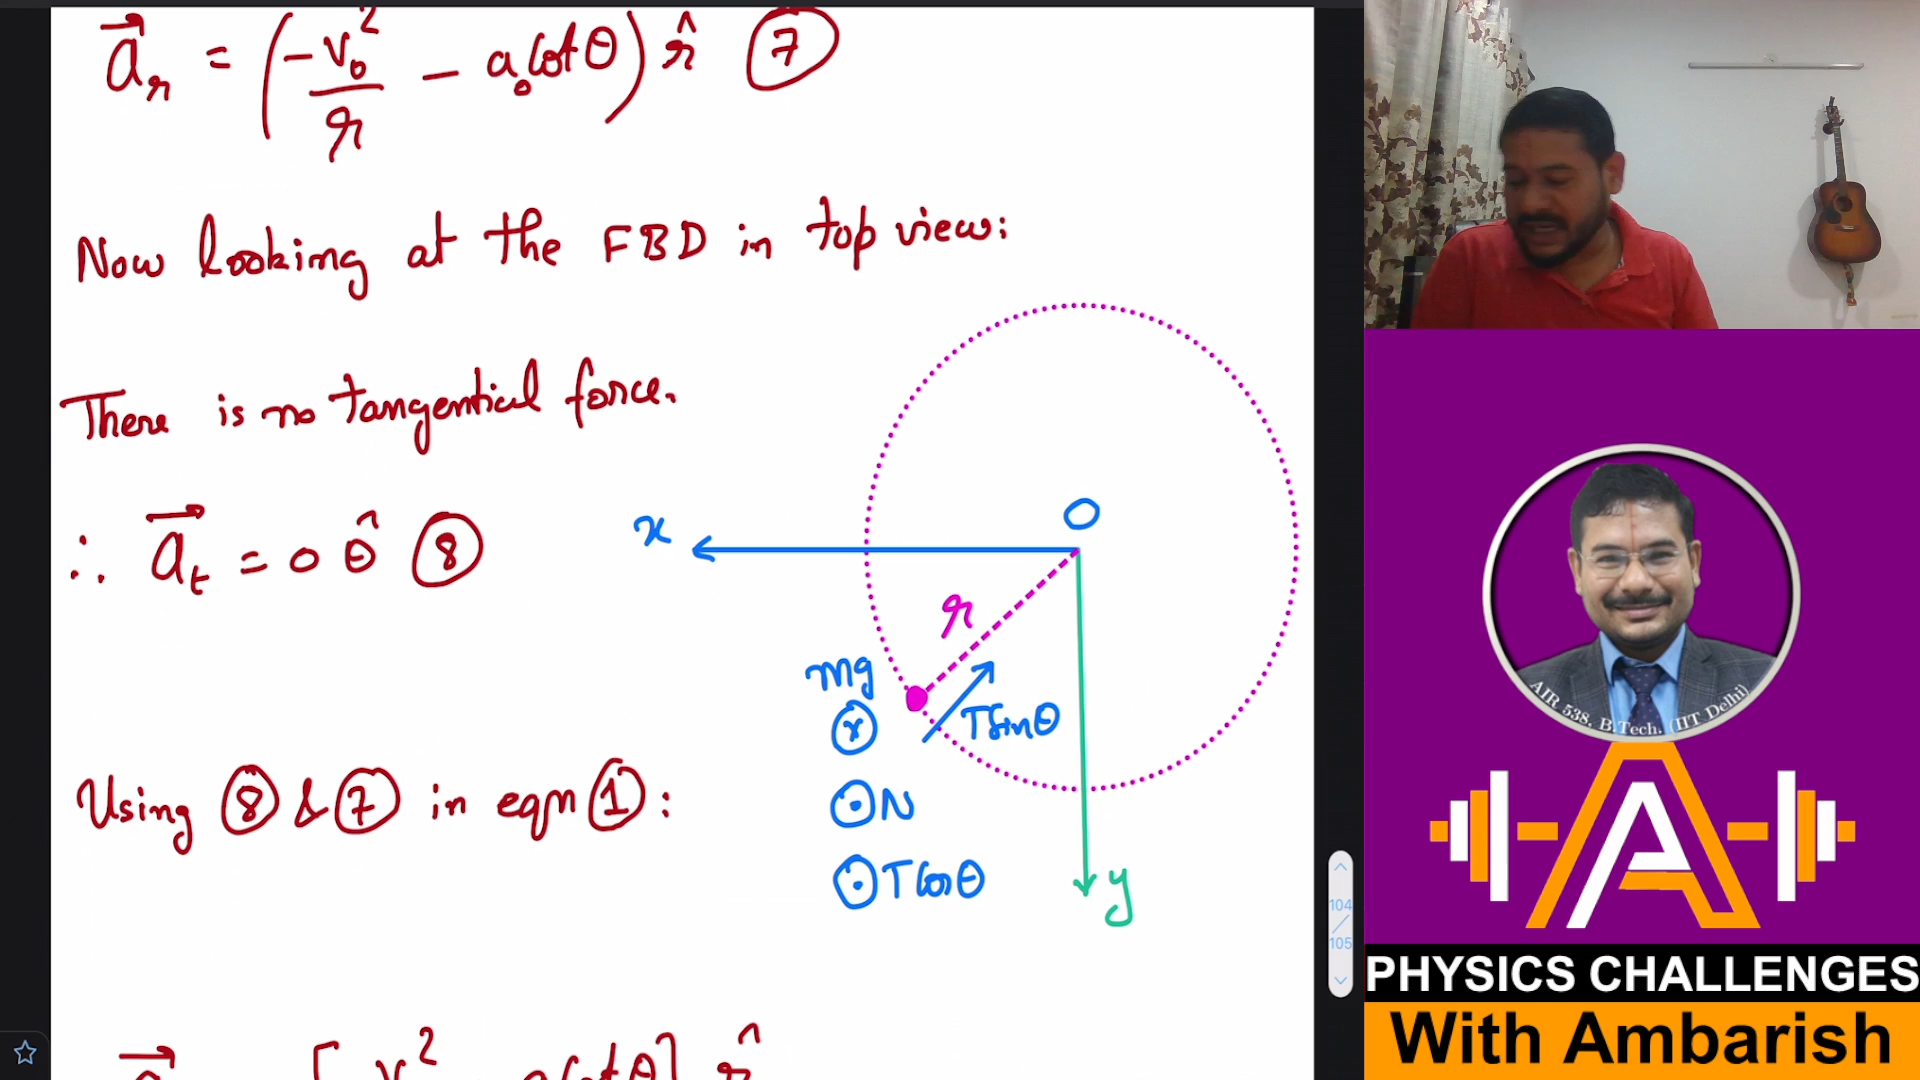 a⃗ᵣ = (-v₀²/r - a₀Cotθ) r̂ ⑦
Now looking at the FBD in top view:
There is no tangential force.
∴ a⃗ₜ = 0 θ̂ ⑧
O
x
r
mg
TSinθ
Using ⑧ & ⑦ in eqn ①:
N
TCosθ
y
104
/
105
AIR 538, B.Tech. (IIT Delhi)
A
PHYSICS CHALLENGES
With Ambarish